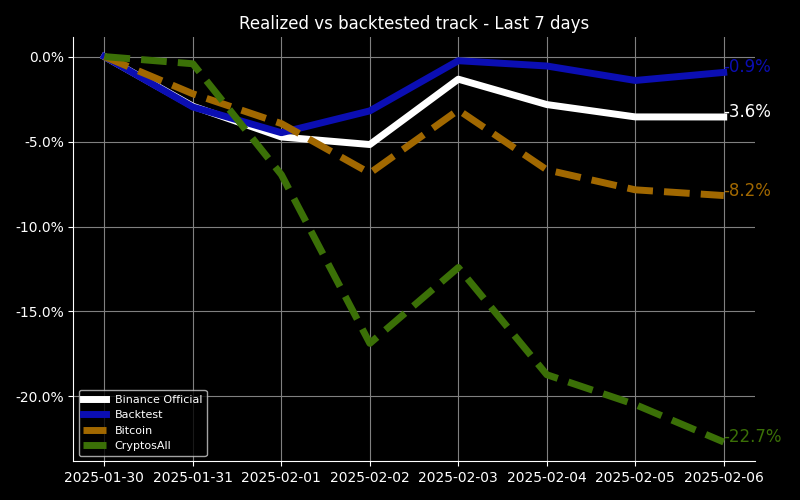 Realized vs backtested track - Last 7 days
0.0%
-5.0%
-10.0%
-15.0%
-20.0%
-0.9%
-3.6%
-8.2%
-22.7%
Binance Official
Backtest
Bitcoin
CryptosAll
2025-01-30 2025-01-31 2025-02-01 2025-02-02 2025-02-03 2025-02-04 2025-02-05 2025-02-06